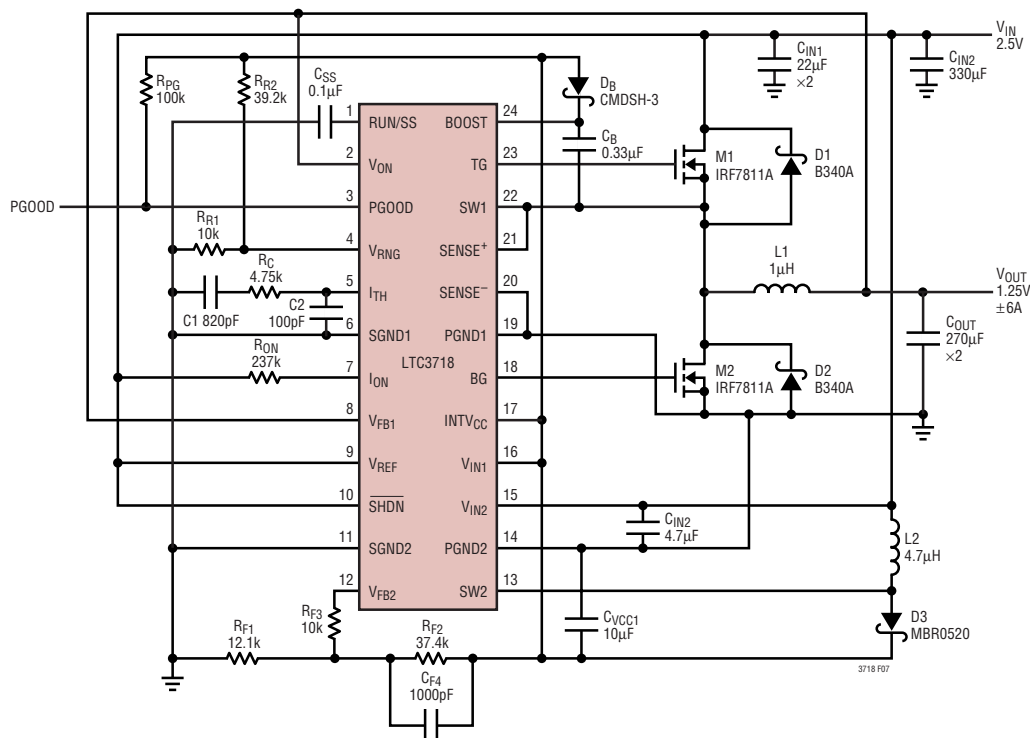 V_IN
2.5V
C_IN1
22µF
×2
C_IN2
330µF
R_PG
100k
R_R2
39.2k
C_SS
0.1µF
D_B
CMDSH-3
C_B
0.33µF
M1
IRF7811A
D1
B340A
PGOOD
R_R1
10k
R_C
4.75k
C1 820pF
C2
100pF
R_ON
237k
1
RUN/SS
2
V_ON
3
PGOOD
4
V_RNG
5
I_TH
6
SGND1
7
I_ON
8
V_FB1
9
V_REF
10
S̅H̅D̅N̅
11
SGND2
12
V_FB2
LTC3718
BOOST
24
TG
23
SW1
22
SENSE⁺
21
SENSE⁻
20
PGND1
19
BG
18
INTV_CC
17
V_IN1
16
V_IN2
15
PGND2
14
SW2
13
L1
1µH
V_OUT
1.25V
±6A
C_OUT
270µF
×2
M2
IRF7811A
D2
B340A
C_IN2
4.7µF
L2
4.7µH
C_VCC1
10µF
D3
MBR0520
R_F3
10k
R_F1
12.1k
R_F2
37.4k
C_F4
1000pF
3718 F07